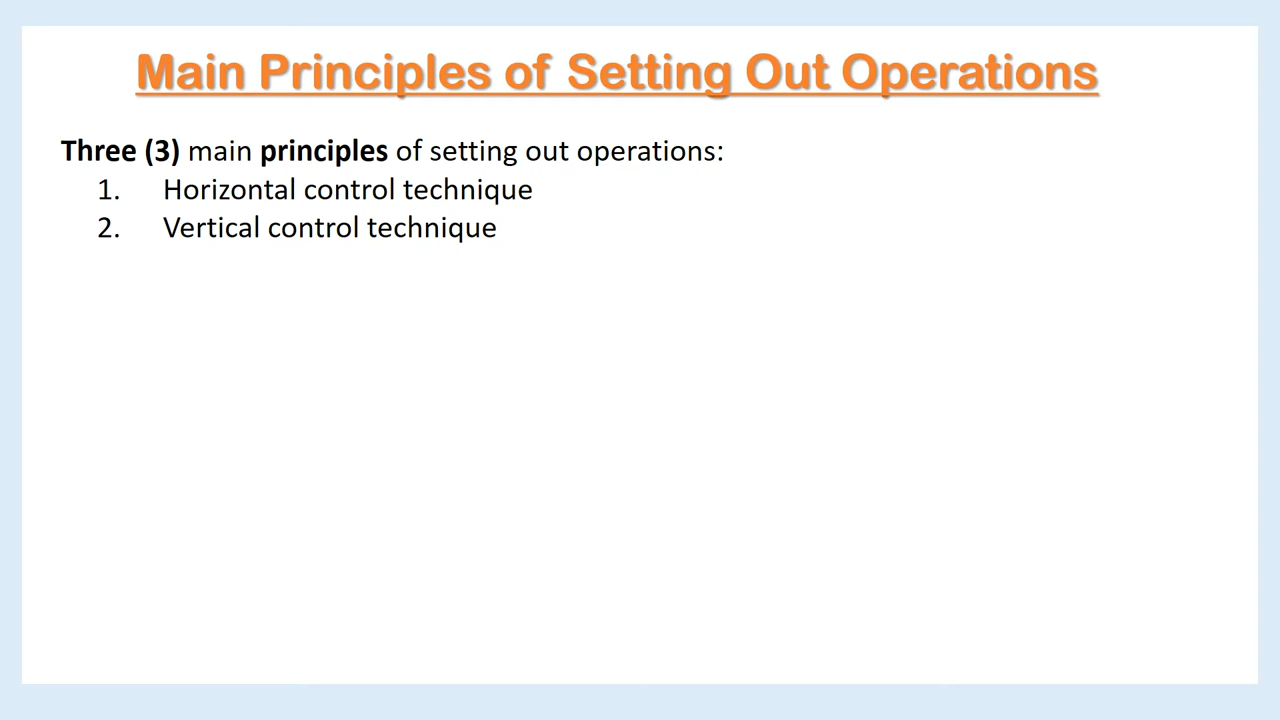 Main Principles of Setting Out Operations
Three (3) main principles of setting out operations:
1. Horizontal control technique
2. Vertical control technique